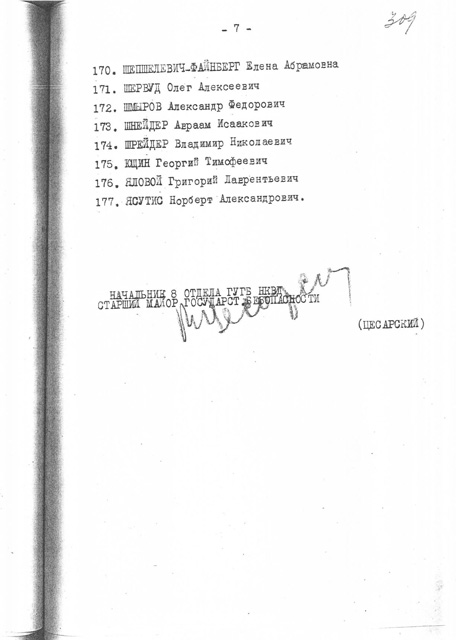 - 7 -
309
170. ШЕПШЕЛЕВИЧ-ФАЙНБЕРГ Елена Абрамовна
171. ШЕРВУД Олег Алексеевич
172. ШМЫРОВ Александр Федорович
173. ШНЕЙДЕР Авраам Исаакович
174. ШРЕЙДЕР Владимир Николаевич
175. ЮЩИН Георгий Тимофеевич
176. ЯЛОВОЙ Григорий Лаврентьевич
177. ЯСУТИС Норберт Александрович.
НАЧАЛЬНИК 8 ОТДЕЛА ГУГБ НКВД
СТАРШИЙ МАЙОР ГОСУДАРСТ.БЕЗОПАСНОСТИ
(ЦЕСАРСКИЙ)